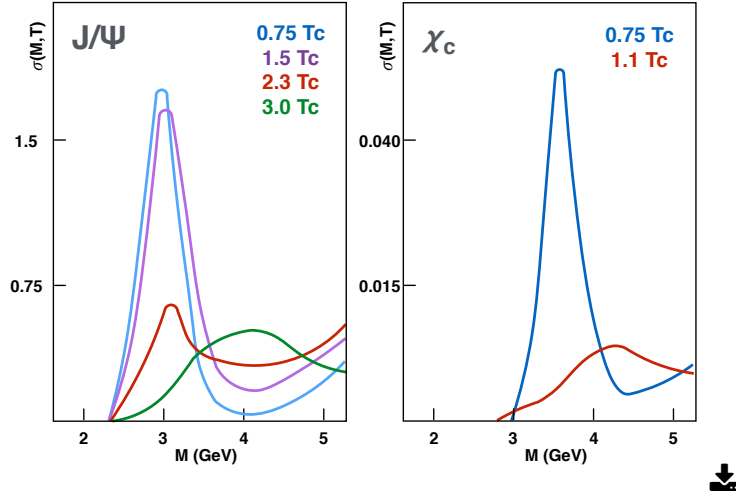 J/Ψ
0.75 Tc
1.5 Tc
2.3 Tc
3.0 Tc
σ(M,T)
1.5
0.75
2 3 4 5
M (GeV)
χc
0.75 Tc
1.1 Tc
σ(M,T)
0.040
0.015
2 3 4 5
M (GeV)